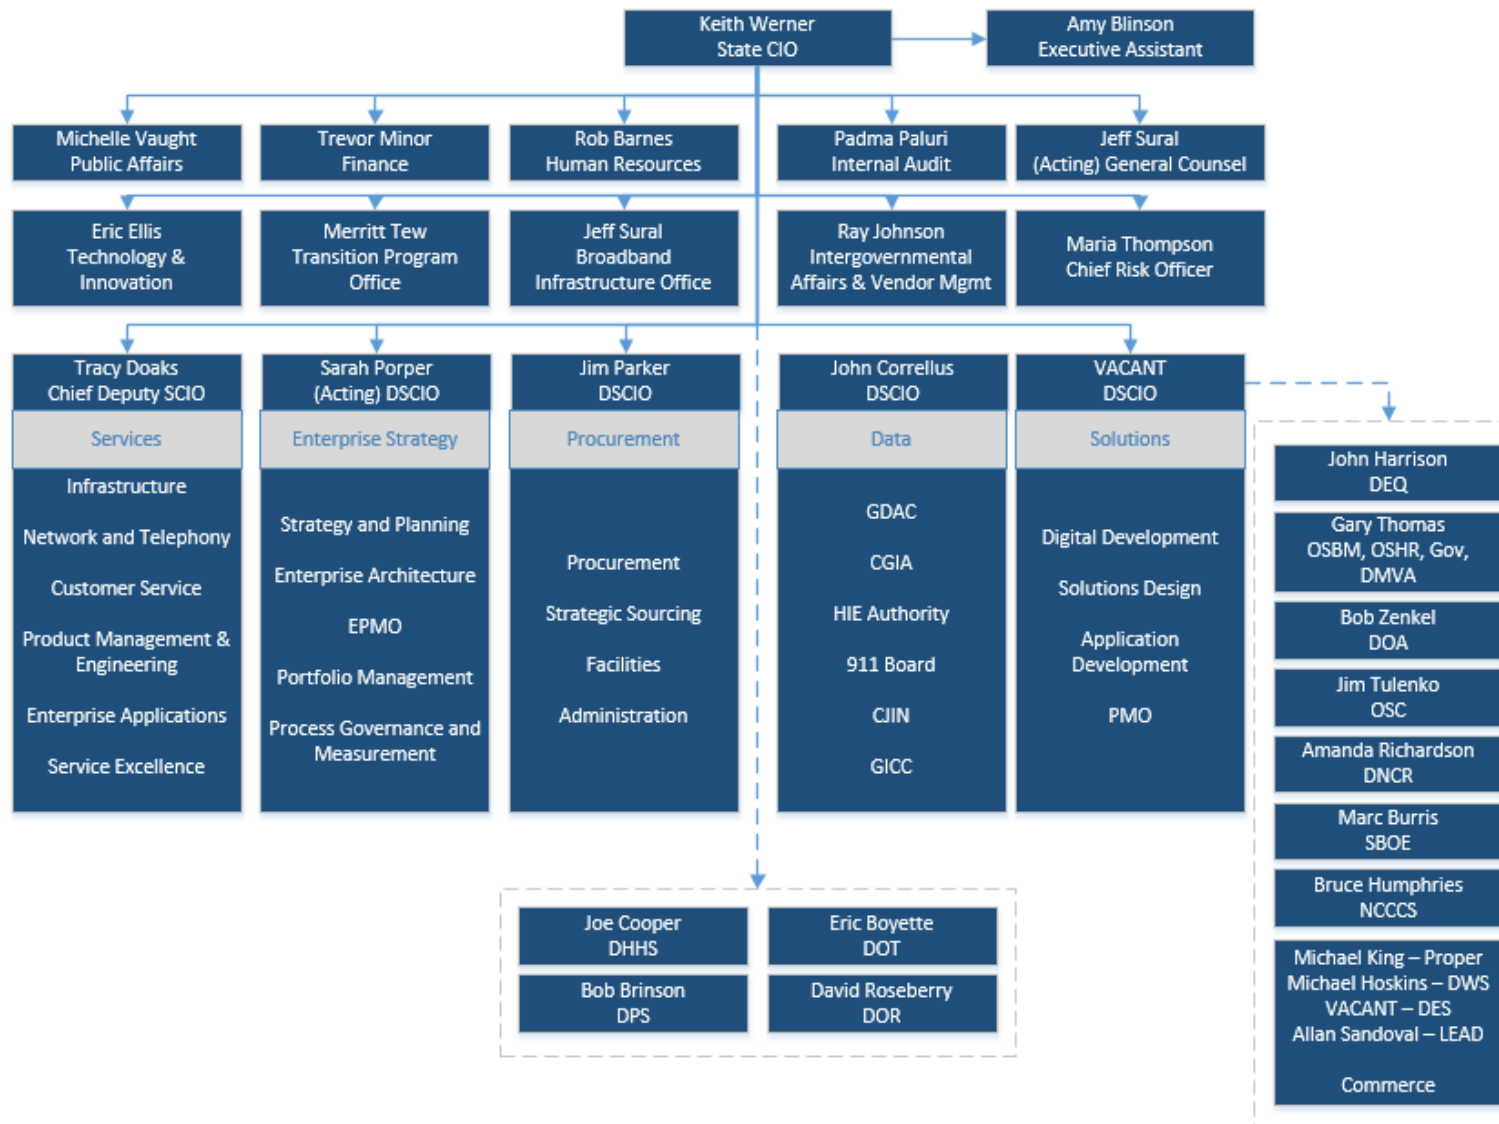 Keith Werner
State CIO
Amy Blinson
Executive Assistant
Michelle Vaught
Public Affairs
Trevor Minor
Finance
Rob Barnes
Human Resources
Padma Paluri
Internal Audit
Jeff Sural
(Acting) General Counsel
Eric Ellis
Technology &
Innovation
Merritt Tew
Transition Program
Office
Jeff Sural
Broadband
Infrastructure Office
Ray Johnson
Intergovernmental
Affairs & Vendor Mgmt
Maria Thompson
Chief Risk Officer
Tracy Doaks
Chief Deputy SCIO
Services
Infrastructure
Network and Telephony
Customer Service
Product Management &
Engineering
Enterprise Applications
Service Excellence
Sarah Porper
(Acting) DSCIO
Enterprise Strategy
Strategy and Planning
Enterprise Architecture
EPMO
Portfolio Management
Process Governance and
Measurement
Jim Parker
DSCIO
Procurement
Procurement
Strategic Sourcing
Facilities
Administration
John Correllus
DSCIO
Data
GDAC
CGIA
HIE Authority
911 Board
CJIN
GICC
VACANT
DSCIO
Solutions
Digital Development
Solutions Design
Application
Development
PMO
John Harrison
DEQ
Gary Thomas
OSBM, OSHR, Gov,
DMVA
Bob Zenkel
DOA
Jim Tulenko
OSC
Amanda Richardson
DNCR
Marc Burris
SBOE
Bruce Humphries
NCCCS
Michael King – Proper
Michael Hoskins – DWS
VACANT – DES
Allan Sandoval – LEAD
Commerce
Joe Cooper
DHHS
Eric Boyette
DOT
Bob Brinson
DPS
David Roseberry
DOR